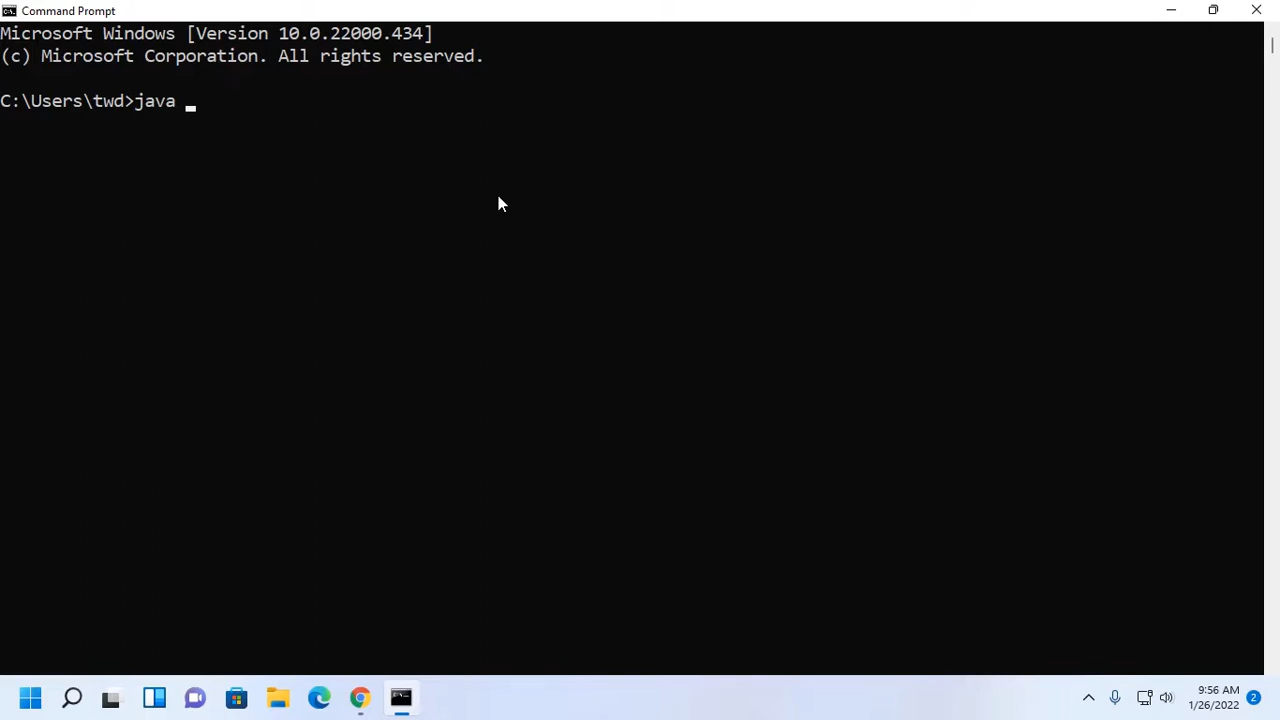 Command Prompt
Microsoft Windows [Version 10.0.22000.434]
(c) Microsoft Corporation. All rights reserved.
C:\Users\twd>java
9:56 AM
1/26/2022
2